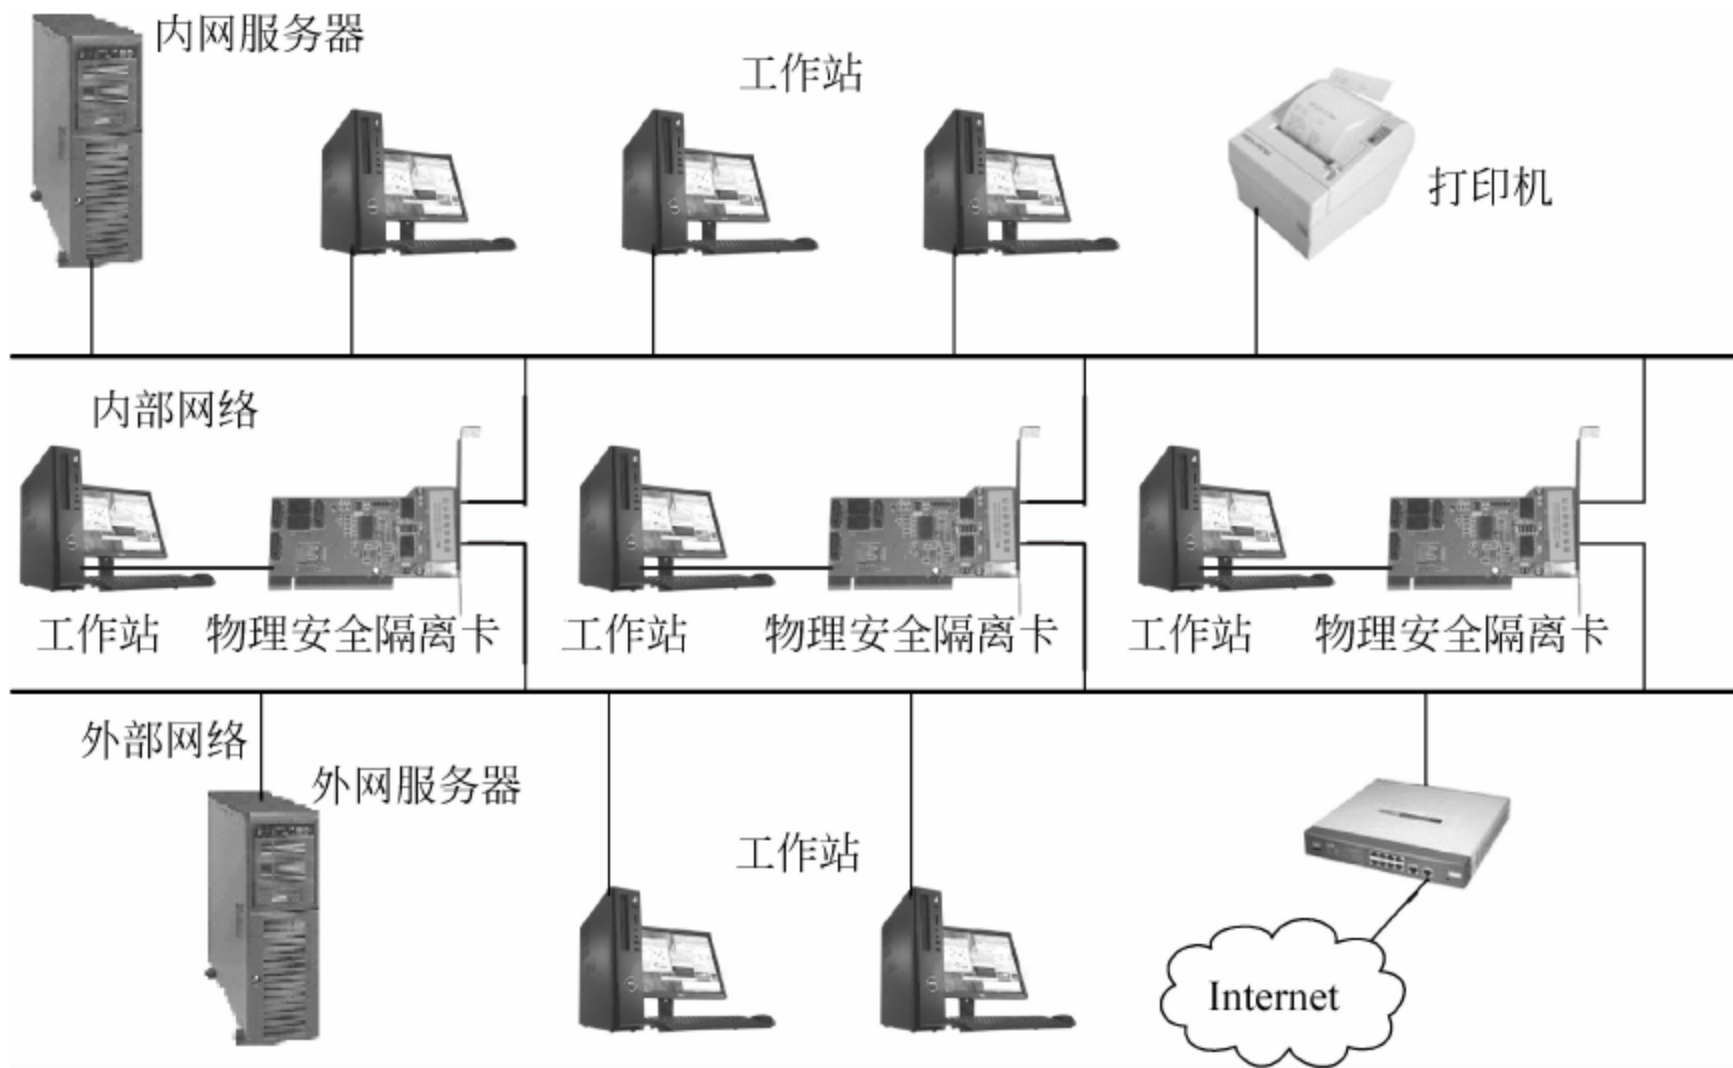 内网服务器
工作站
打印机
内部网络
工作站
物理安全隔离卡
工作站
物理安全隔离卡
工作站
物理安全隔离卡
外部网络
外网服务器
工作站
Internet